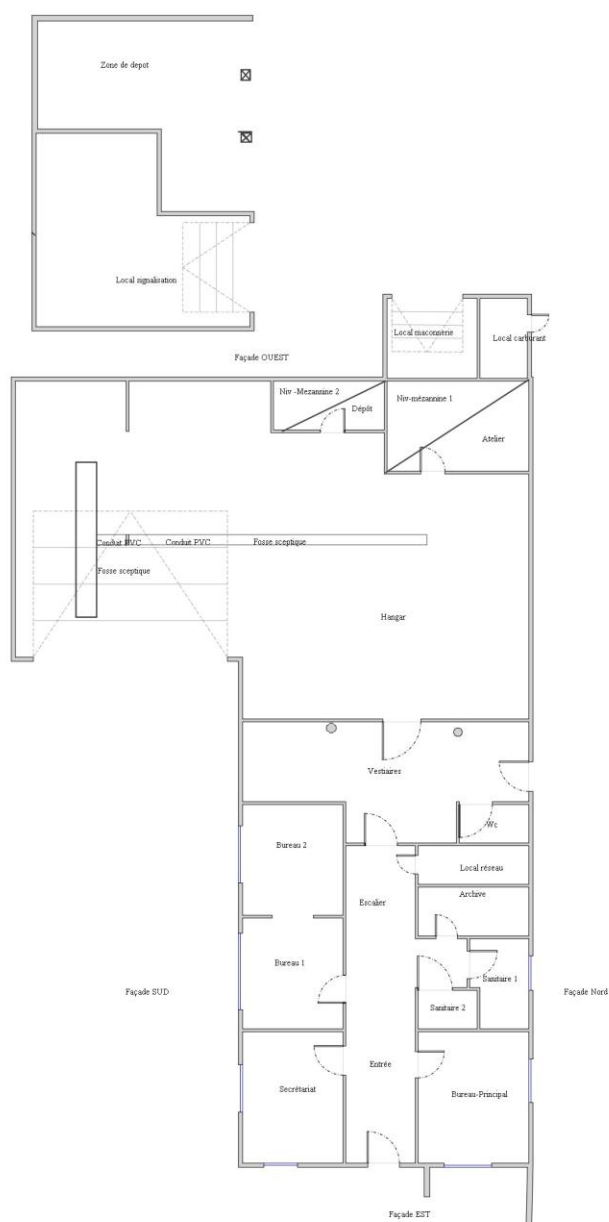 Zone de depot
Local signalisation
Local maconnerie
Local carburant
Façade OUEST
Niv -Mezannine 2
Niv-mézannine 1
Dépôt
Atelier
Conduit PVC
Conduit PVC
Fosse sceptique
Fosse sceptique
Hangar
Vestiaires
Wc
Bureau 2
Local réseau
Archive
Escalier
Bureau 1
Sanitaire 1
Façade SUD
Façade Nord
Sanitaire 2
Entrée
Secrétariat
Bureau-Principal
Façade EST